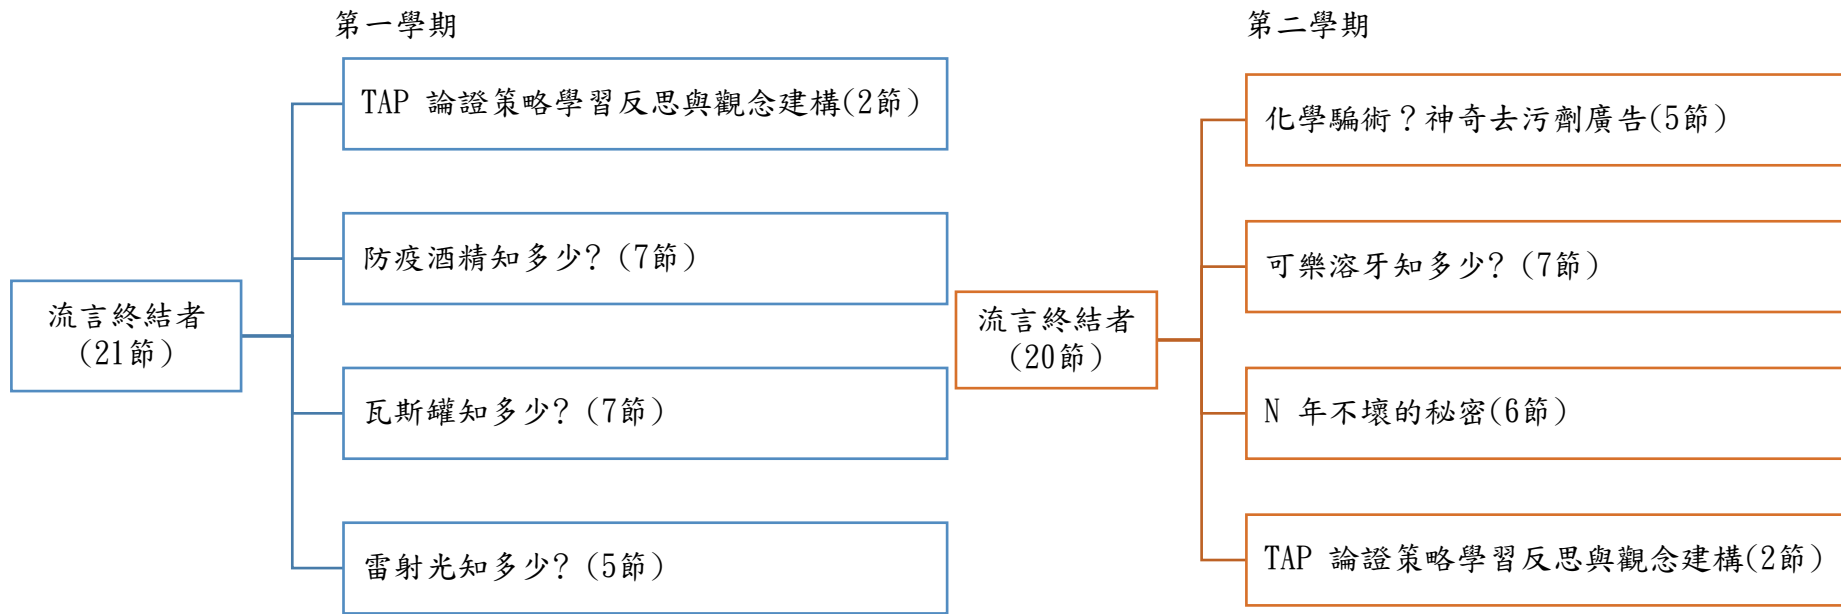 第一學期
流言終結者
(21節)
TAP 論證策略學習反思與觀念建構(2節)
防疫酒精知多少? (7節)
瓦斯罐知多少? (7節)
雷射光知多少? (5節)
第二學期
流言終結者
(20節)
化學騙術？神奇去污劑廣告(5節)
可樂溶牙知多少? (7節)
N 年不壞的秘密(6節)
TAP 論證策略學習反思與觀念建構(2節)